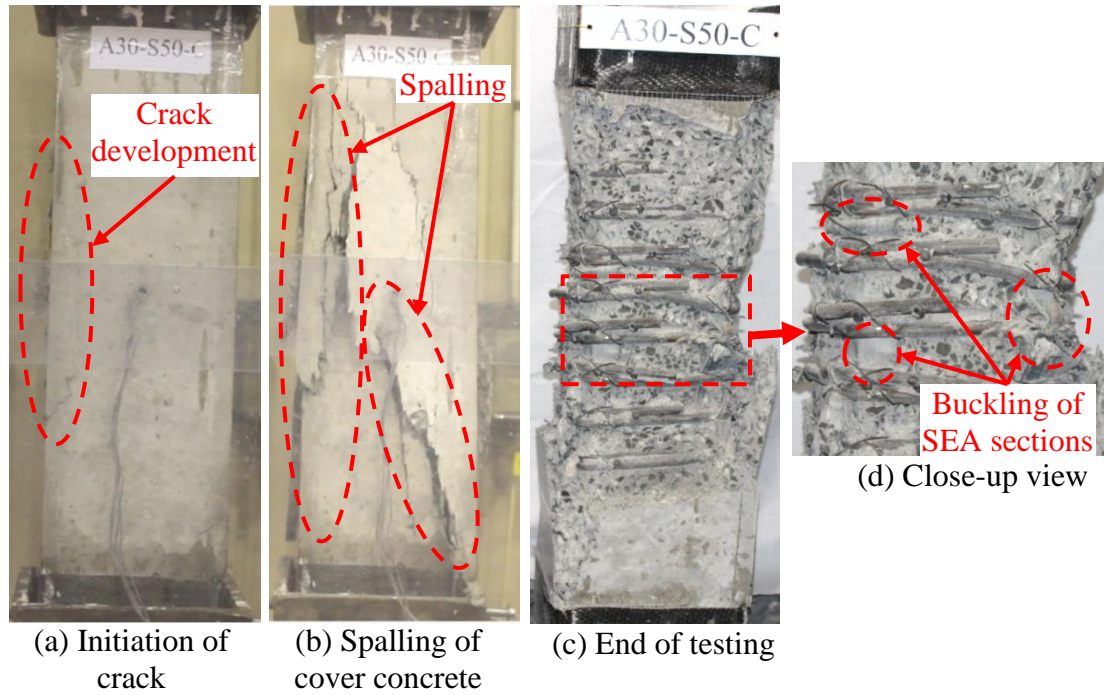 A30-S50-C
A30-S50-C
A30-S50-C
Crack
development
Spalling
Buckling of
SEA sections
(d) Close-up view
(a) Initiation of
crack
(b) Spalling of
cover concrete
(c) End of testing